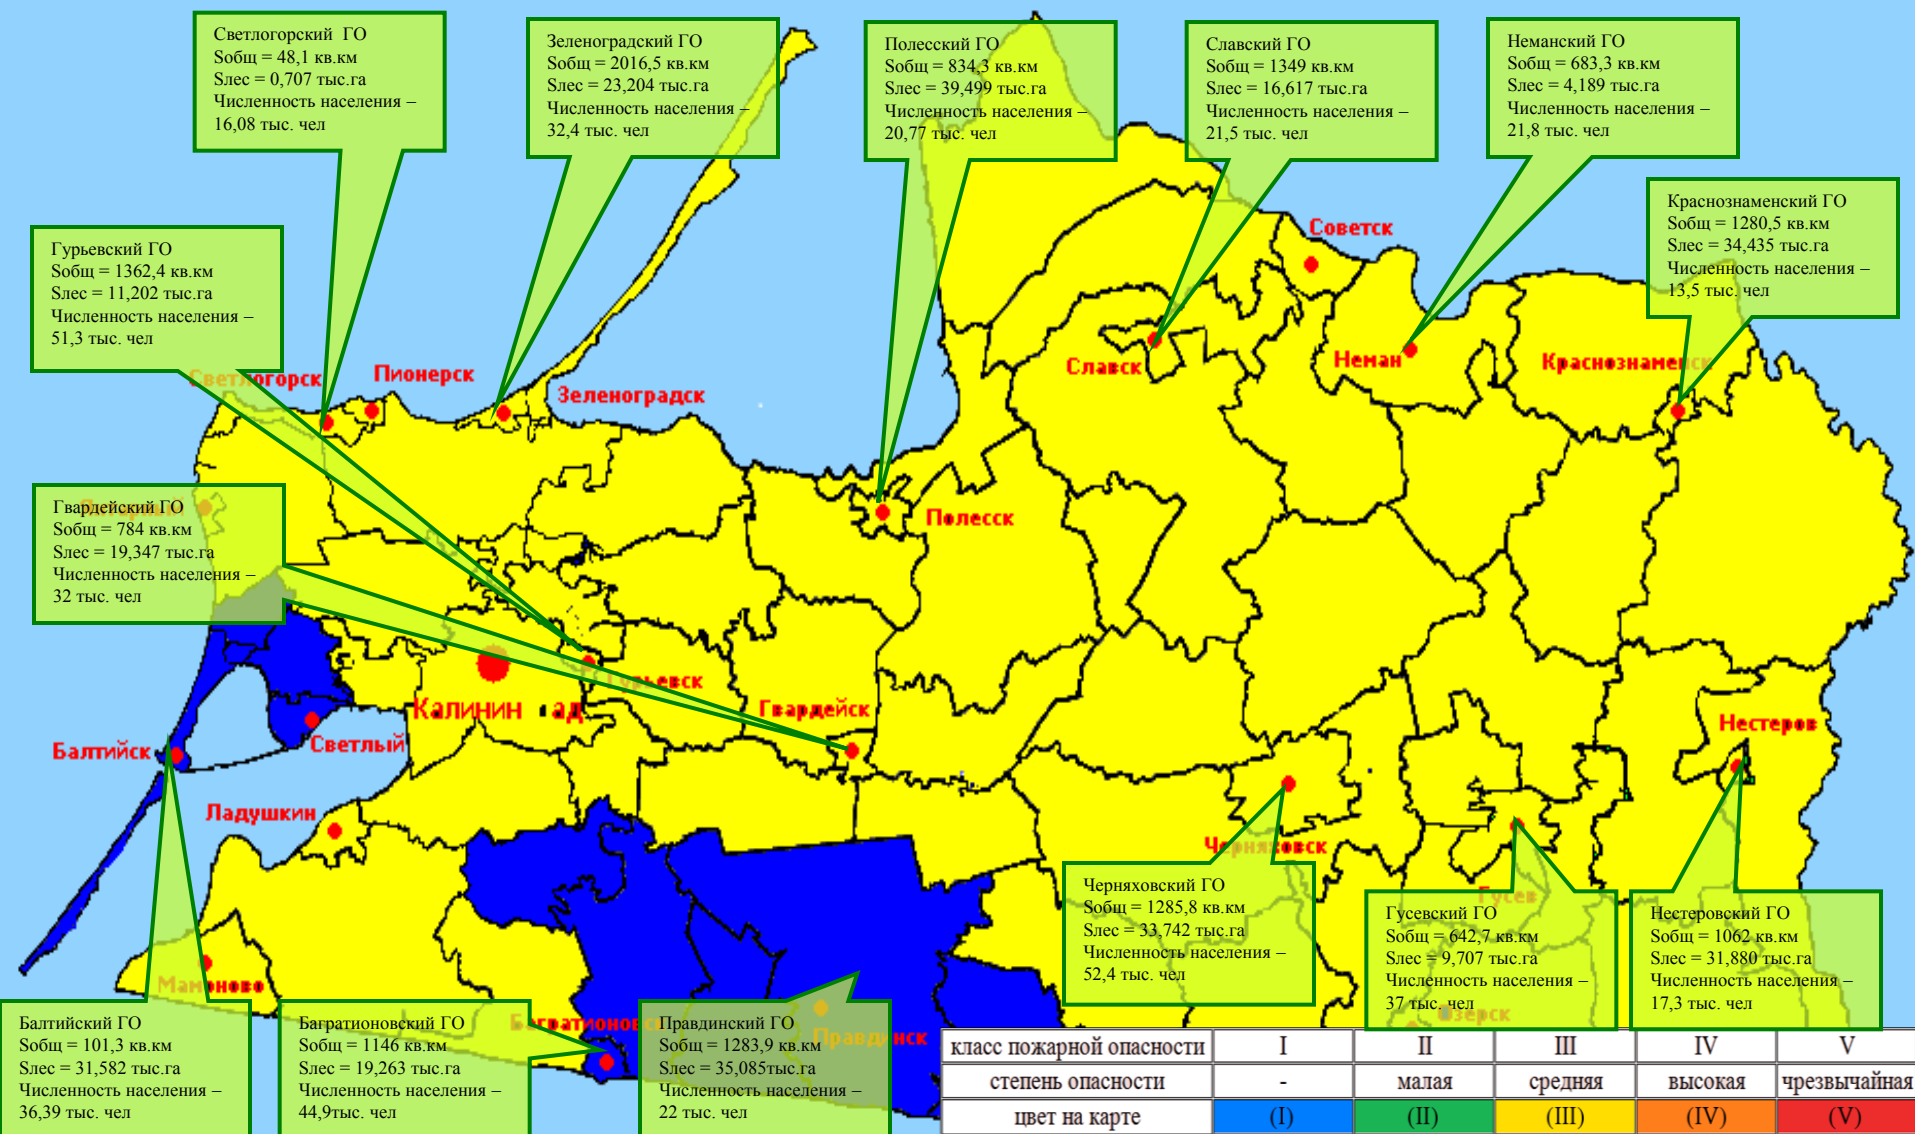 Светлогорский ГО
Sобщ = 48,1 кв.км
Sлес = 0,707 тыс.га
Численность населения –
16,08 тыс. чел
Зеленоградский ГО
Sобщ = 2016,5 кв.км
Sлес = 23,204 тыс.га
Численность населения –
32,4 тыс. чел
Полесский ГО
Sобщ = 834,3 кв.км
Sлес = 39,499 тыс.га
Численность населения –
20,77 тыс. чел
Славский ГО
Sобщ = 1349 кв.км
Sлес = 16,617 тыс.га
Численность населения –
21,5 тыс. чел
Неманский ГО
Sобщ = 683,3 кв.км
Sлес = 4,189 тыс.га
Численность населения –
21,8 тыс. чел
Краснознаменский ГО
Sобщ = 1280,5 кв.км
Sлес = 34,435 тыс.га
Численность населения –
13,5 тыс. чел
Гурьевский ГО
Sобщ = 1362,4 кв.км
Sлес = 11,202 тыс.га
Численность населения –
51,3 тыс. чел
Советск
Славск
Неман
Краснознаменск
Светлогорск
Пионерск
Зеленоградск
Гвардейский ГО
Sобщ = 784 кв.км
Sлес = 19,347 тыс.га
Численность населения –
32 тыс. чел
Полесск
Гурьевск
Калинин ад
Гвардейск
Нестеров
Балтийск
Светлый
Ладушкин
Черняховск
Гусев
Черняховский ГО
Sобщ = 1285,8 кв.км
Sлес = 33,742 тыс.га
Численность населения –
52,4 тыс. чел
Гусевский ГО
Sобщ = 642,7 кв.км
Sлес = 9,707 тыс.га
Численность населения –
37 тыс. чел
Нестеровский ГО
Sобщ = 1062 кв.км
Sлес = 31,880 тыс.га
Численность населения –
17,3 тыс. чел
Мамоново
Озерск
Багратионовск
Правдинск
Балтийский ГО
Sобщ = 101,3 кв.км
Sлес = 31,582 тыс.га
Численность населения –
36,39 тыс. чел
Багратионовский ГО
Sобщ = 1146 кв.км
Sлес = 19,263 тыс.га
Численность населения –
44,9тыс. чел
Правдинский ГО
Sобщ = 1283,9 кв.км
Sлес = 35,085тыс.га
Численность населения –
22 тыс. чел
класс пожарной опасности I II III IV V
степень опасности - малая средняя высокая чрезвычайная
цвет на карте (I) (II) (III) (IV) (V)